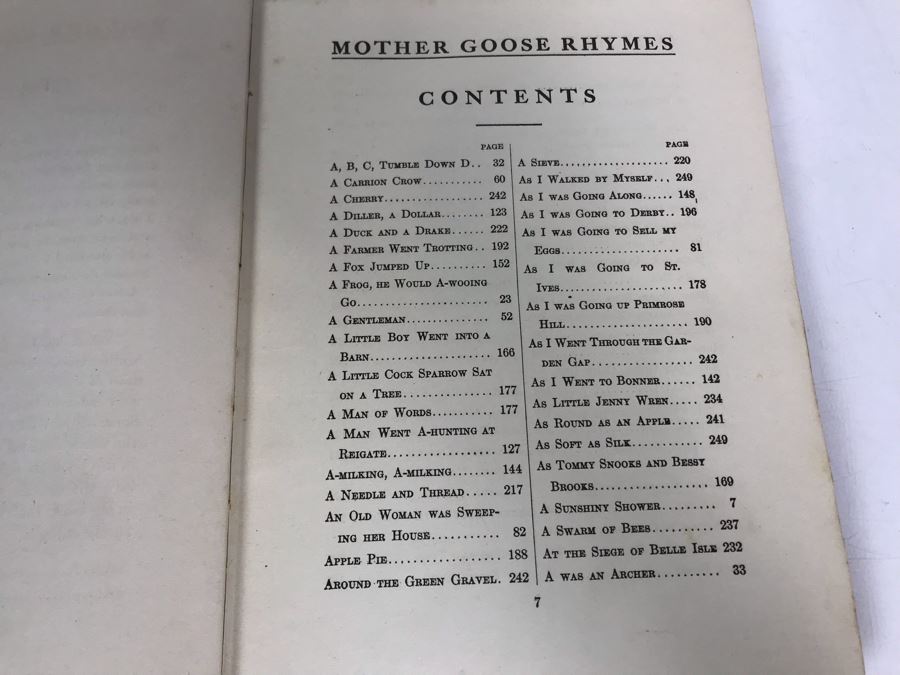 MOTHER GOOSE RHYMES
CONTENTS
PAGE
A, B, C, TUMBLE DOWN D.. 32
A CARRION CROW........... 60
A CHERRY.................. 242
A DILLER, A DOLLAR........ 123
A DUCK AND A DRAKE...... 222
A FARMER WENT TROTTING.. 192
A FOX JUMPED UP.......... 152
A FROG, HE WOULD A-WOOING
GO....................... 23
A GENTLEMAN............... 52
A LITTLE BOY WENT INTO A
BARN..................... 166
A LITTLE COCK SPARROW SAT
ON A TREE................ 177
A MAN OF WORDS........... 177
A MAN WENT A-HUNTING AT
REIGATE.................. 127
A-MILKING, A-MILKING........ 144
A NEEDLE AND THREAD..... 217
AN OLD WOMAN WAS SWEEP-
ING HER HOUSE........... 82
APPLE PIE.................. 188
AROUND THE GREEN GRAVEL. 242
PAGE
A SIEVE.................... 220
AS I WALKED BY MYSELF... 249
AS I WAS GOING ALONG...... 148
AS I WAS GOING TO DERBY.. 196
AS I WAS GOING TO SELL MY
EGGS...................... 81
AS I WAS GOING TO ST.
IVES...................... 178
AS I WAS GOING UP PRIMROSE
HILL...................... 190
AS I WENT THROUGH THE GAR-
DEN GAP.................. 242
AS I WENT TO BONNER...... 142
AS LITTLE JENNY WREN..... 234
AS ROUND AS AN APPLE..... 241
AS SOFT AS SILK............ 249
AS TOMMY SNOOKS AND BESSY
BROOKS................... 169
A SUNSHINY SHOWER......... 7
A SWARM OF BEES........... 237
AT THE SIEGE OF BELLE ISLE 232
A WAS AN ARCHER.......... 33
7